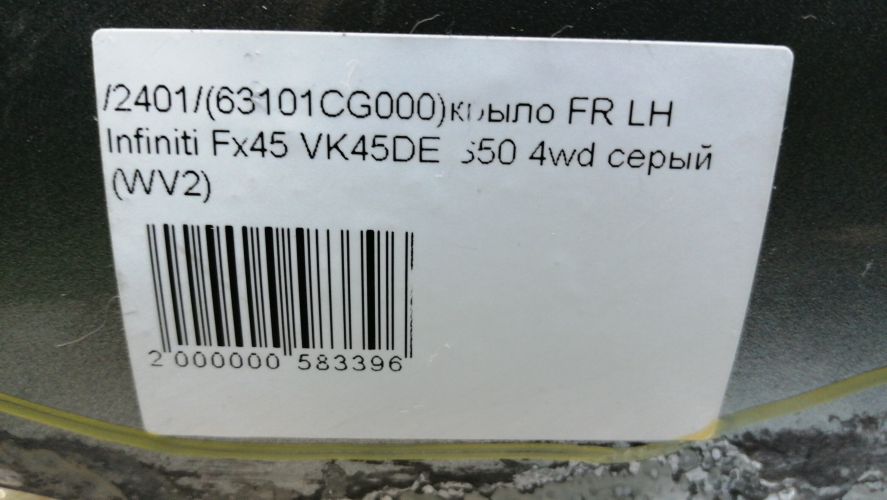 /2401/(63101CG000)крыло FR LH
Infiniti Fx45 VK45DE S50 4wd серый
(WV2)
2 000000 583396